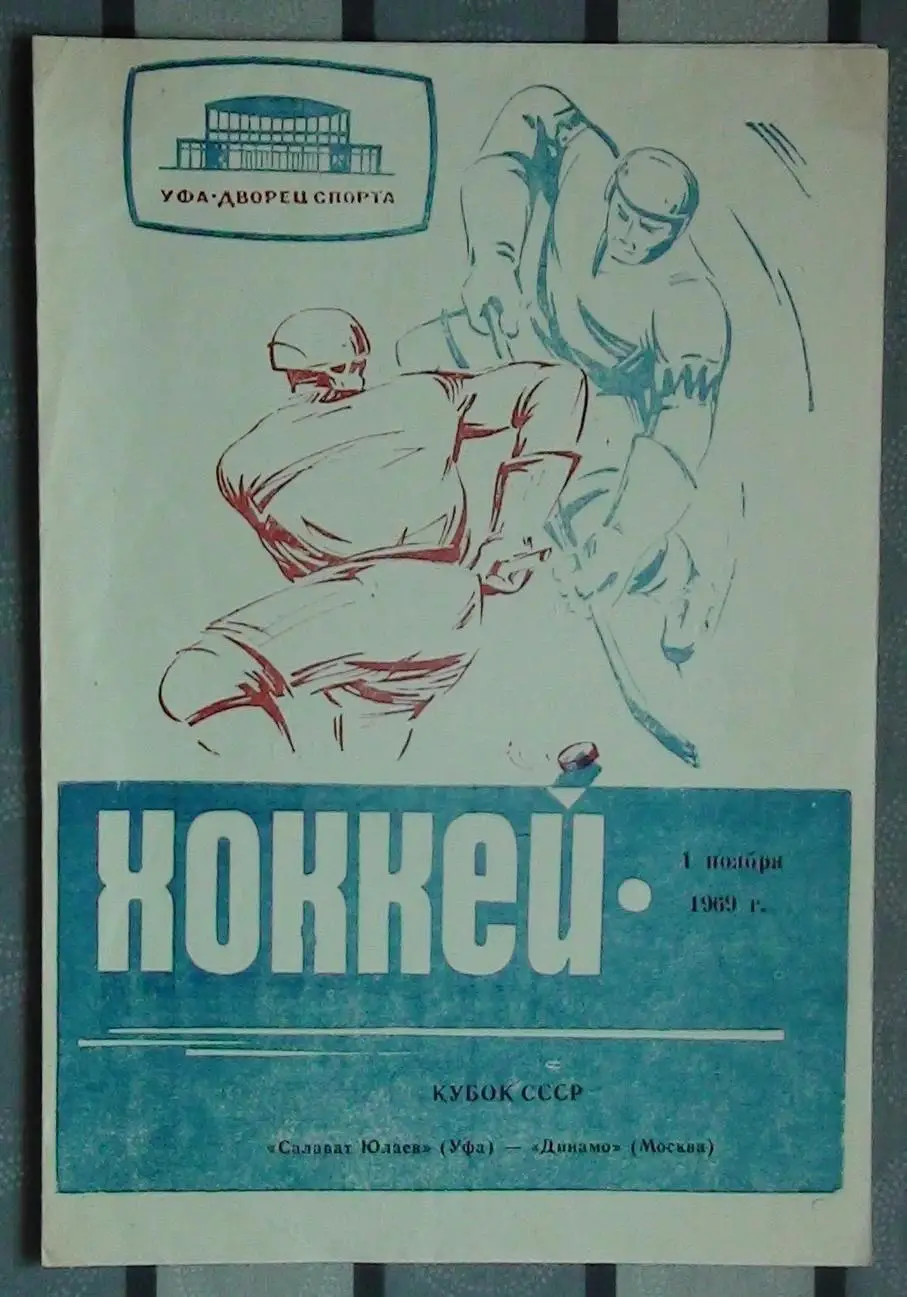 УФА·ДВОРЕЦ СПОРТА
ХОККЕЙ·
1 ноября
1969 г.
КУБОК СССР
«Салават Юлаев» (Уфа) — «Динамо» (Москва)